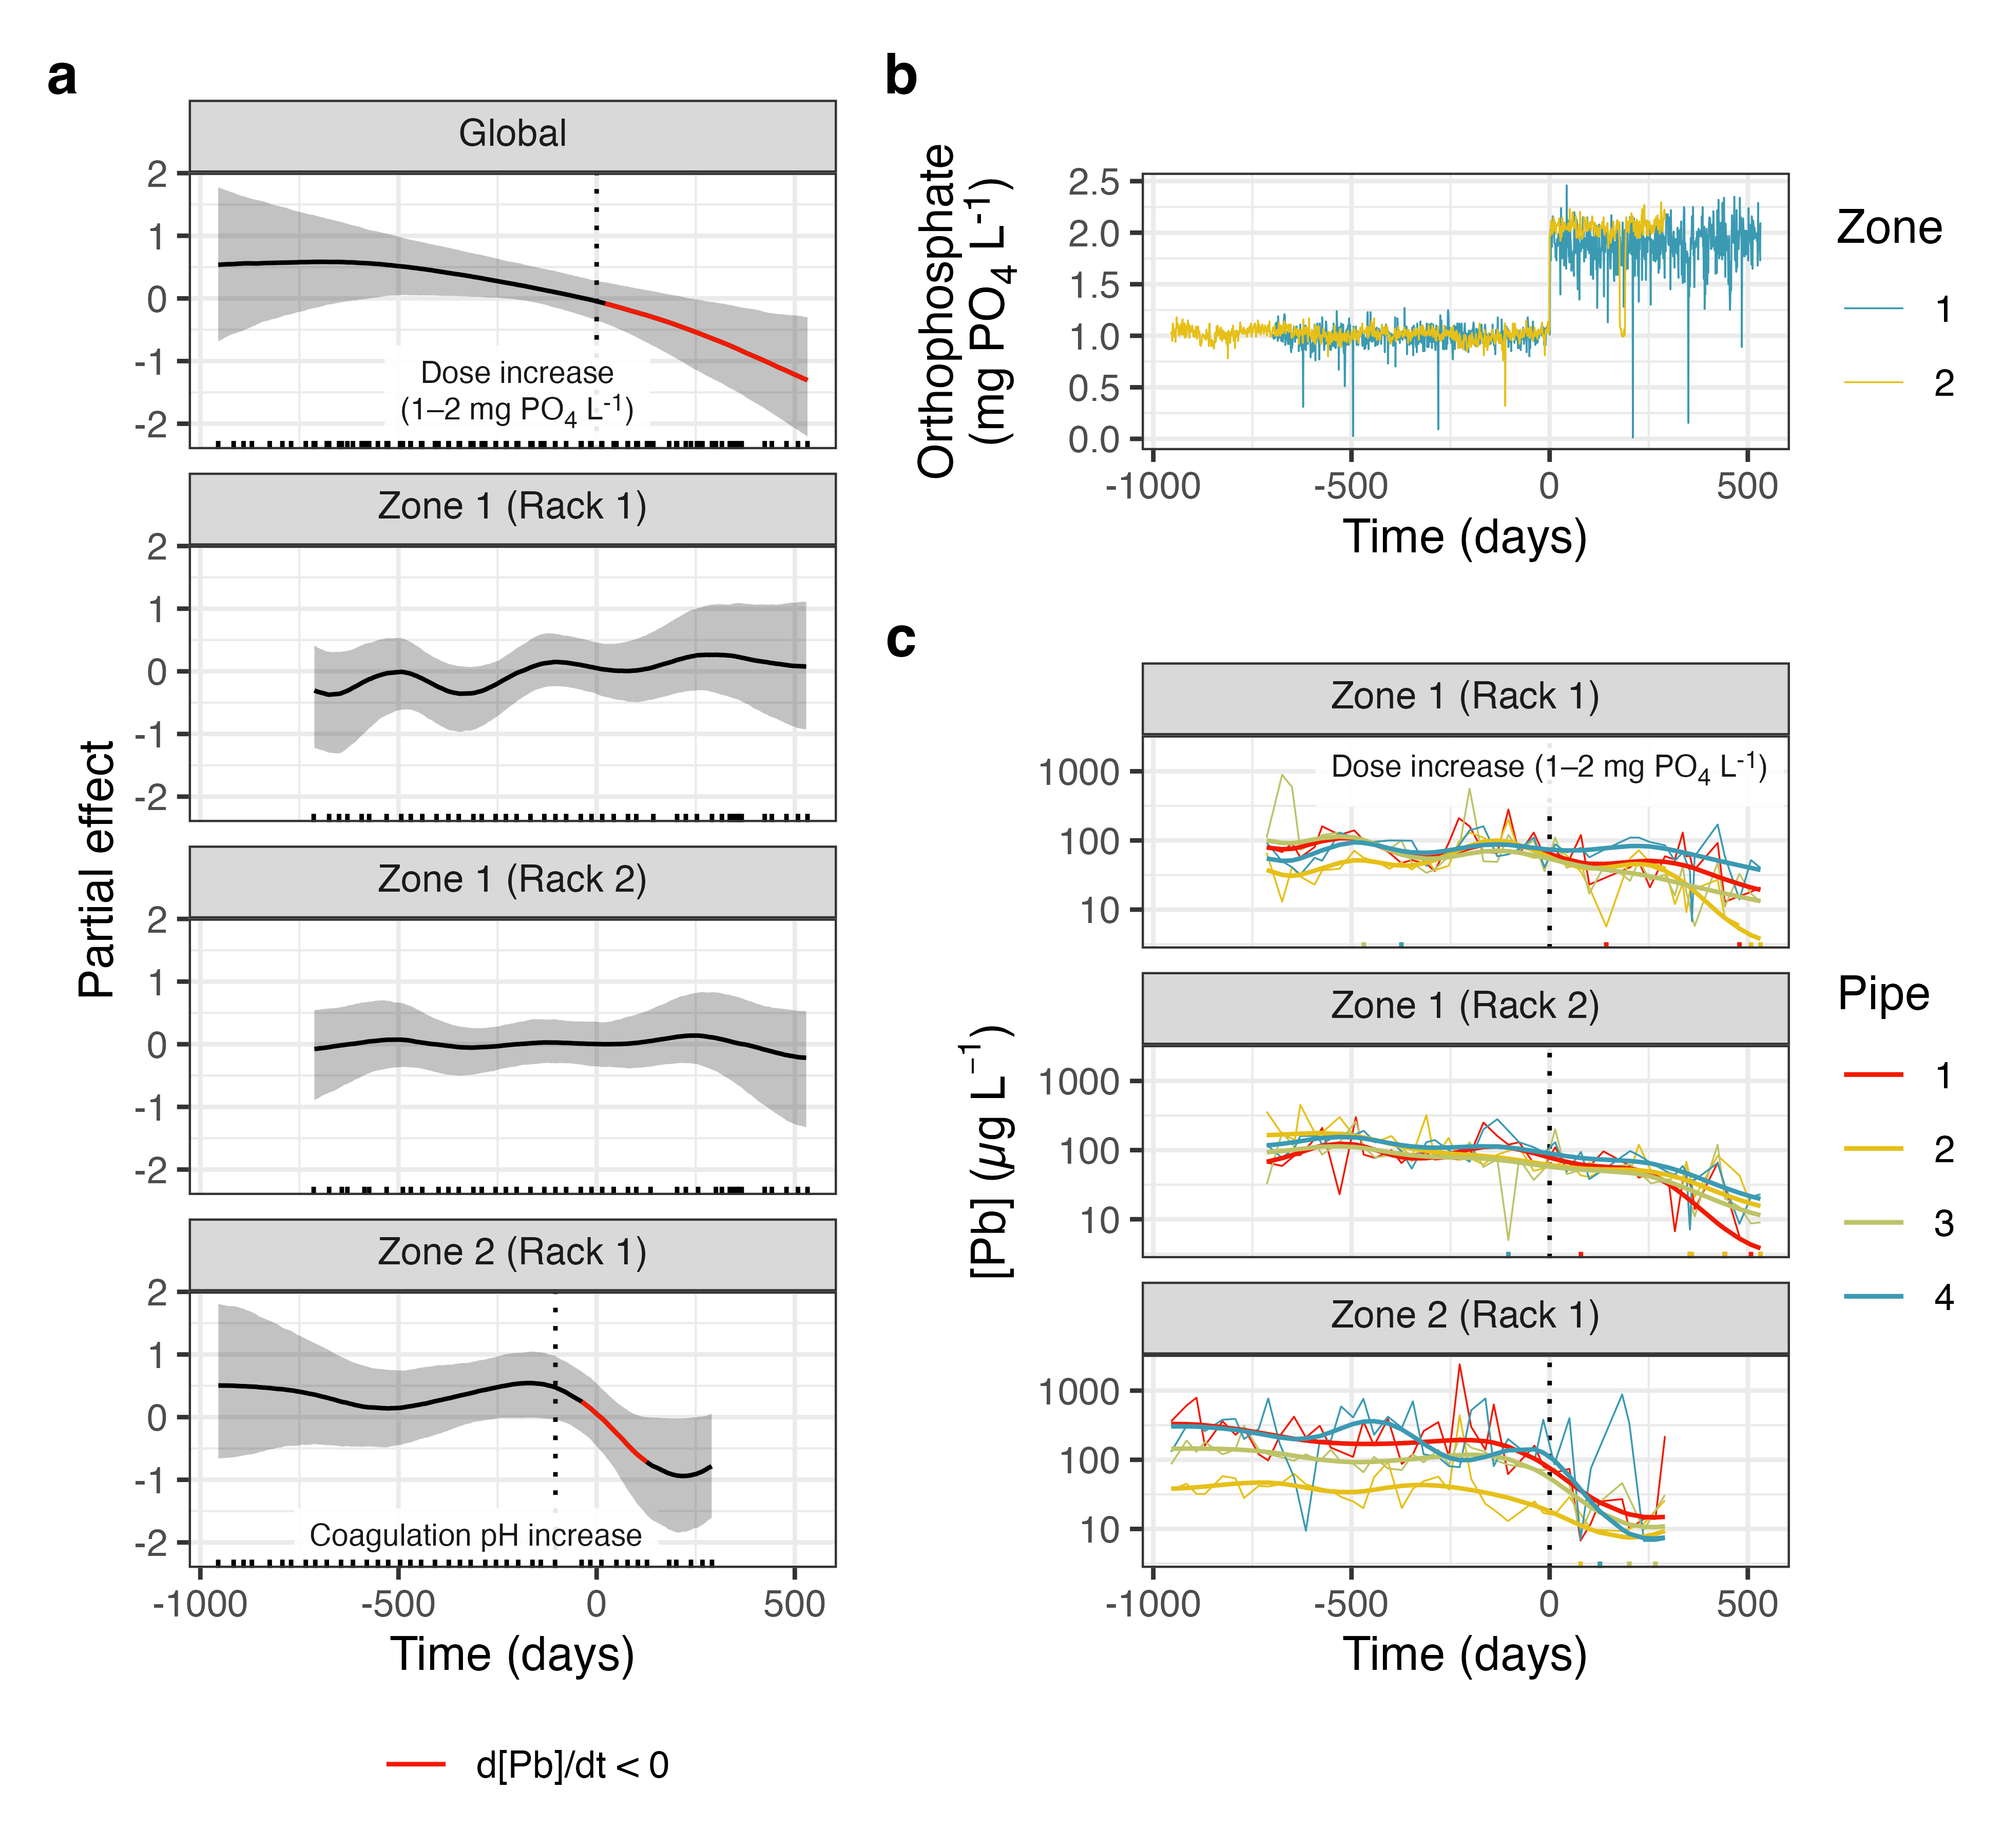 a
Global
2
1
0
-1
-2
Dose increase
(1–2 mg PO4 L-1)
Zone 1 (Rack 1)
2
1
0
-1
-2
Zone 1 (Rack 2)
2
1
0
-1
-2
Zone 2 (Rack 1)
2
1
0
-1
-2
Coagulation pH increase
-1000 -500 0 500
Time (days)
Partial effect
d[Pb]/dt < 0
b
Orthophosphate
(mg PO4 L-1)
2.5
2.0
1.5
1.0
0.5
0.0
-1000 -500 0 500
Time (days)
Zone
1
2
c
Zone 1 (Rack 1)
Dose increase (1–2 mg PO4 L-1)
1000
100
10
Zone 1 (Rack 2)
1000
100
10
Zone 2 (Rack 1)
1000
100
10
-1000 -500 0 500
Time (days)
[Pb] (µg L−1)
Pipe
1
2
3
4